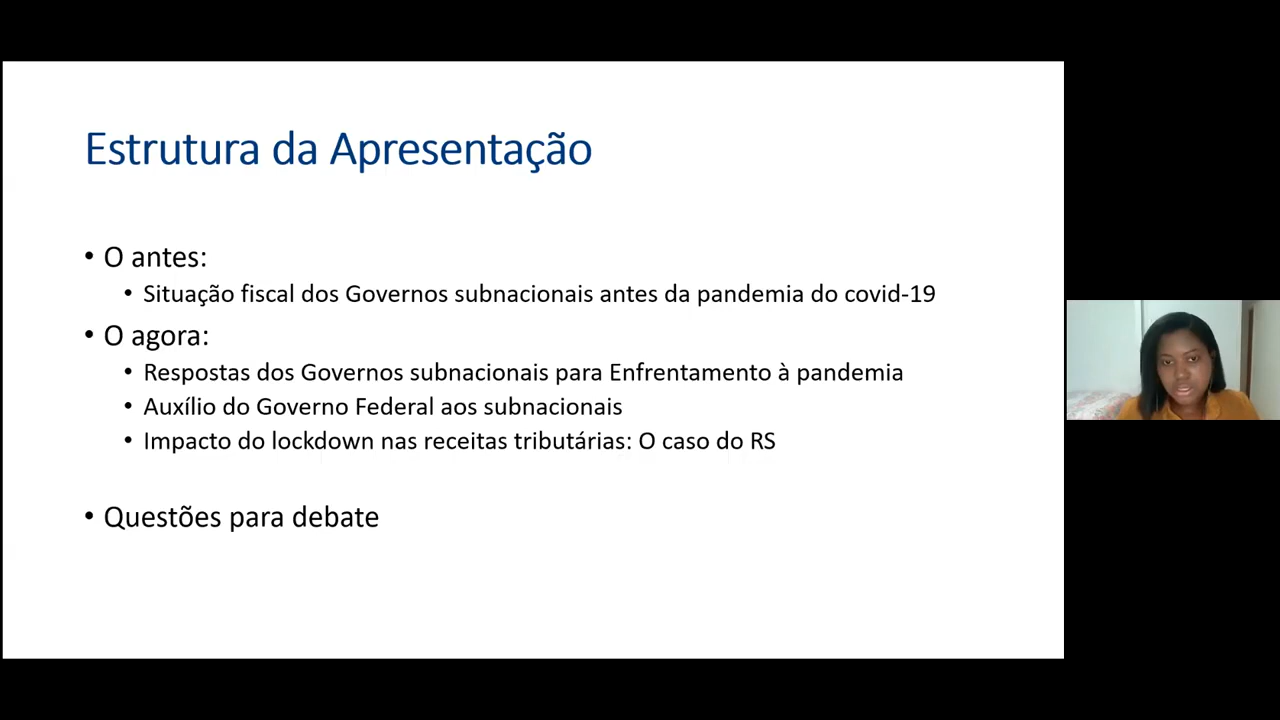 Estrutura da Apresentação
• O antes:
• Situação fiscal dos Governos subnacionais antes da pandemia do covid-19
• O agora:
• Respostas dos Governos subnacionais para Enfrentamento à pandemia
• Auxílio do Governo Federal aos subnacionais
• Impacto do lockdown nas receitas tributárias: O caso do RS
• Questões para debate